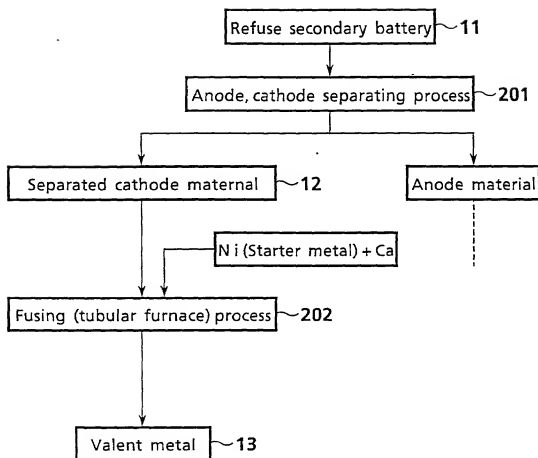 Refuse secondary battery 11
Anode, cathode separating process 201
Separated cathode maternal 12
Anode material
Ni (Starter metal) + Ca
Fusing (tubular furnace) process 202
Valent metal 13